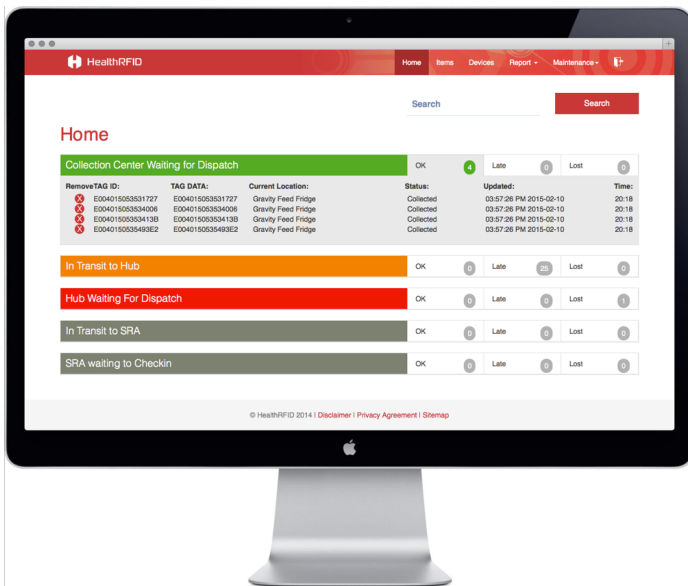 HealthRFID
Home Items Devices Report Maintenance
Search Search
Home
Collection Center Waiting for Dispatch OK 4 Late 0 Lost 0
RemoveTAG ID: TAG DATA: Current Location: Status: Updated: Time:
X E004015053531727 E004015053531727 Gravity Feed Fridge Collected 03:57:26 PM 2015-02-10 20:18
X E004015053534006 E004015053534006 Gravity Feed Fridge Collected 03:57:26 PM 2015-02-10 20:18
X E00401505353413B E00401505353413B Gravity Feed Fridge Collected 03:57:26 PM 2015-02-10 20:18
X E0040150535493E2 E0040150535493E2 Gravity Feed Fridge Collected 03:57:26 PM 2015-02-10 20:18
In Transit to Hub OK 0 Late 25 Lost 0
Hub Waiting For Dispatch OK 0 Late 0 Lost 1
In Transit to SRA OK 0 Late 0 Lost 0
SRA waiting to Checkin OK 0 Late 0 Lost 0
© HealthRFID 2014 I Disclaimer I Privacy Agreement I Sitemap